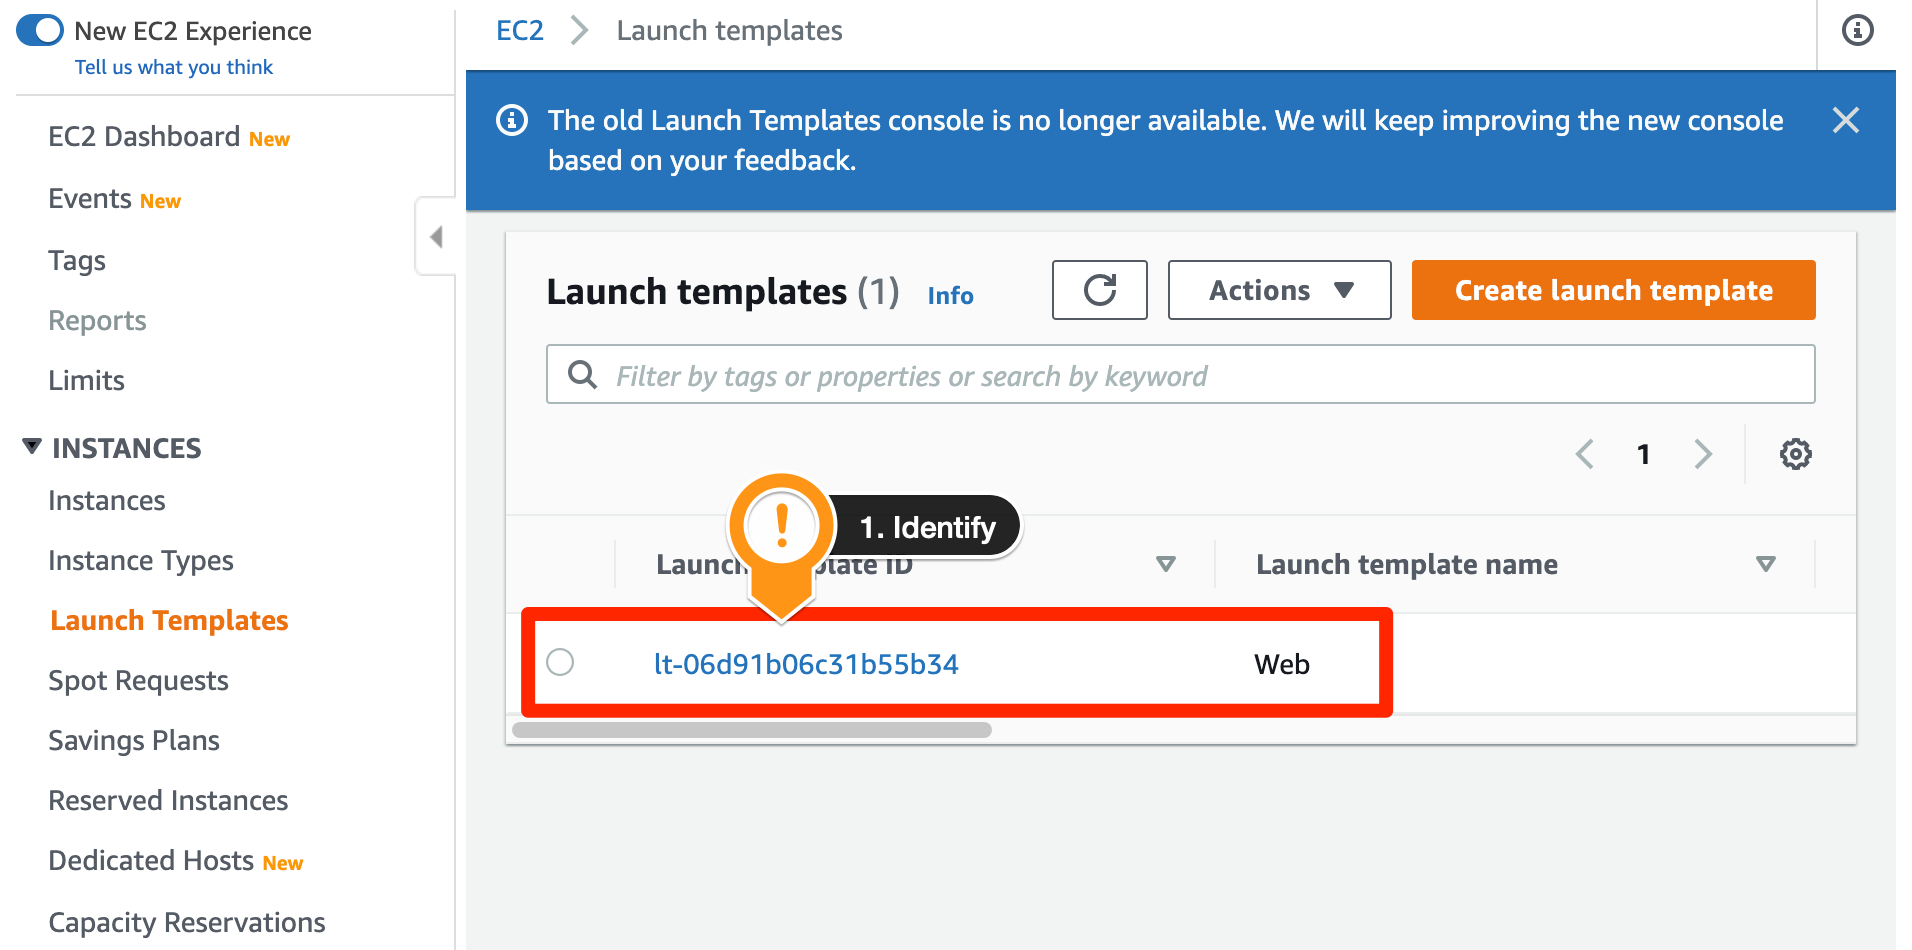 New EC2 Experience
Tell us what you think
EC2 Dashboard New
Events New
Tags
Reports
Limits
INSTANCES
Instances
Instance Types
Launch Templates
Spot Requests
Savings Plans
Reserved Instances
Dedicated Hosts New
Capacity Reservations
EC2 > Launch templates
The old Launch Templates console is no longer available. We will keep improving the new console
based on your feedback.
Launch templates (1) Info
Actions
Create launch template
Filter by tags or properties or search by keyword
1
1. Identify
Launch template ID
Launch template name
lt-06d91b06c31b55b34
Web